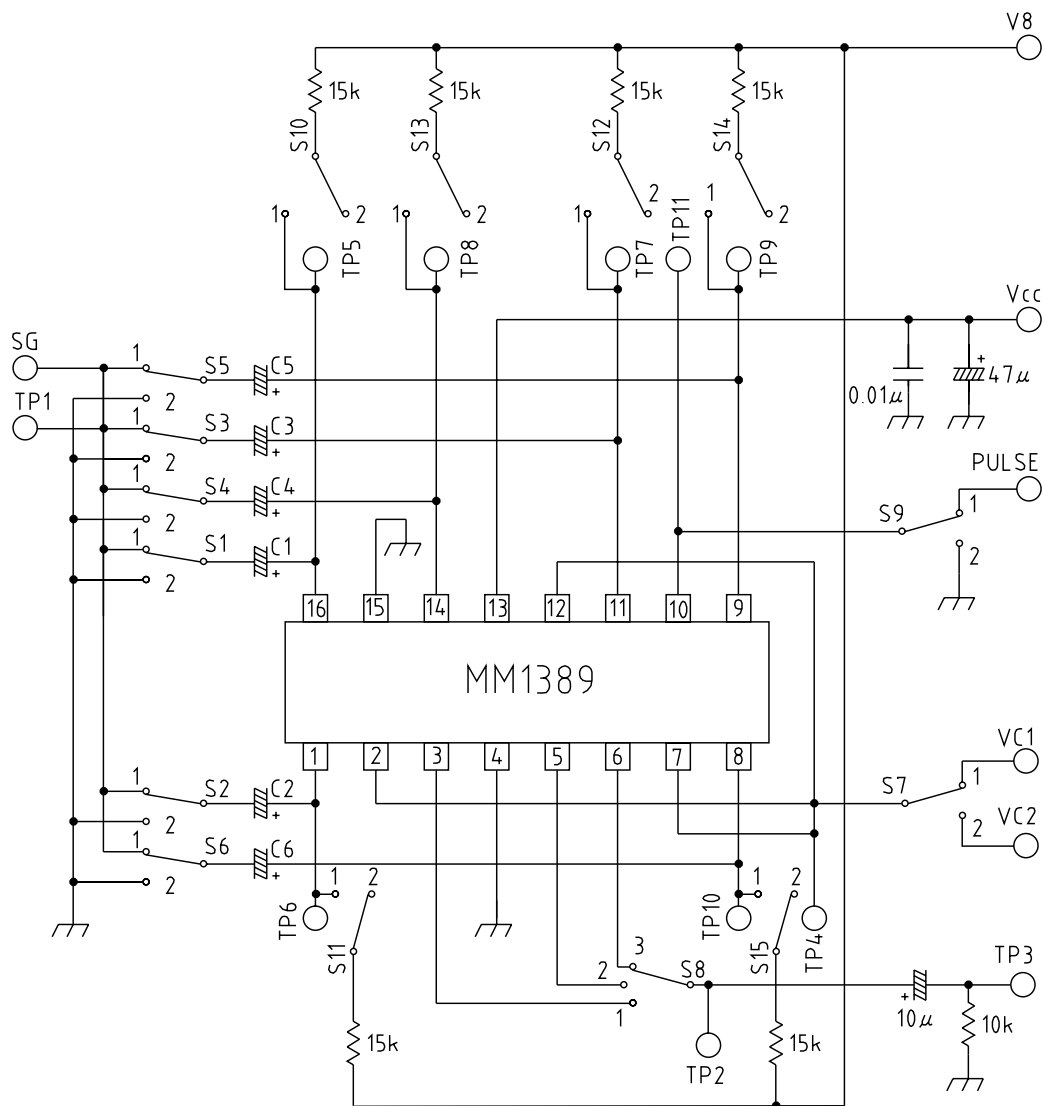 V8
15k 15k 15k 15k
S10 S13 S12 S14
1 2 1 2 1 2 TP11 1 2
TP5 TP8 TP7 TP9
Vcc
SG
1 S5 C5 +
2
0.01μ + 47μ
TP1
1 S3 C3 +
2
PULSE
1 S4 C4 +
2
S9 1
2
1 S1 C1 +
2
16 15 14 13 12 11 10 9
MM1389
1 2 3 4 5 6 7 8
VC1
1 S2 C2 +
2
S7 1
2
VC2
1 S6 C6 +
2
1 2 1 2
TP6 S11 TP10 S15 TP4
3
2
1
S8
TP3
+ 10μ
10k
15k
TP2
15k